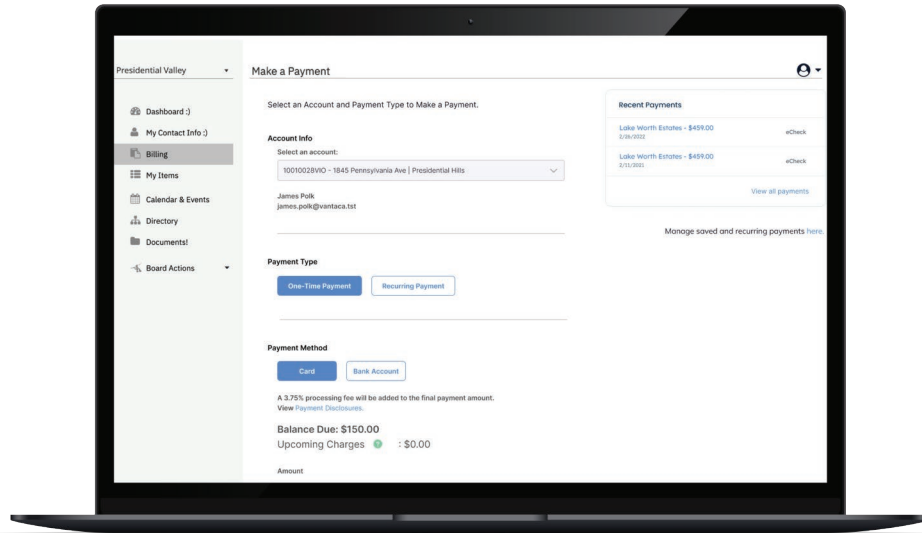 Presidential Valley
Make a Payment
Dashboard :)
My Contact Info :)
Billing
My Items
Calendar & Events
Directory
Documents!
Board Actions
Select an Account and Payment Type to Make a Payment.
Account Info
Select an account:
10010028VIO - 1845 Pennsylvania Ave | Presidential Hills
James Polk
james.polk@vantaca.tst
Payment Type
One-Time Payment
Recurring Payment
Payment Method
Card
Bank Account
A 3.75% processing fee will be added to the final payment amount.
View Payment Disclosures.
Balance Due: $150.00
Upcoming Charges ? : $0.00
Amount
Recent Payments
Lake Worth Estates - $459.00
eCheck
2/26/2022
Lake Worth Estates - $459.00
eCheck
2/11/2021
View all payments
Manage saved and recurring payments here.